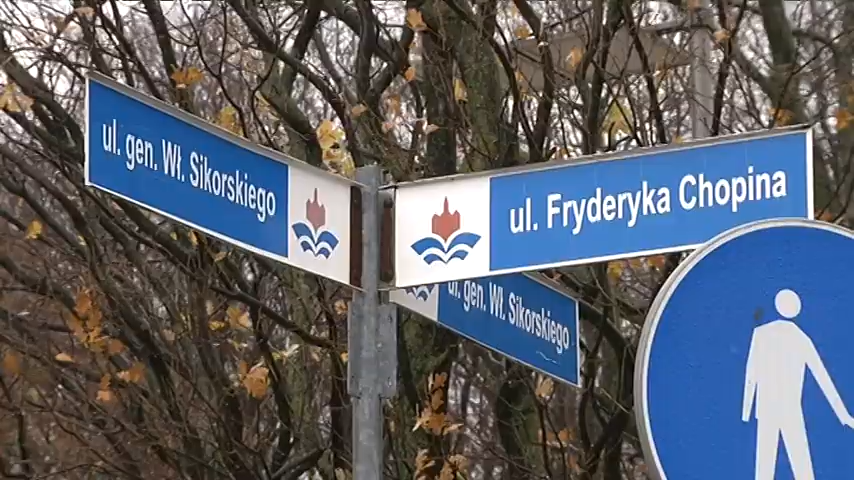 ul. gen. Wł. Sikorskiego
ul. Fryderyka Chopina
ul. gen. Wł. Sikorskiego